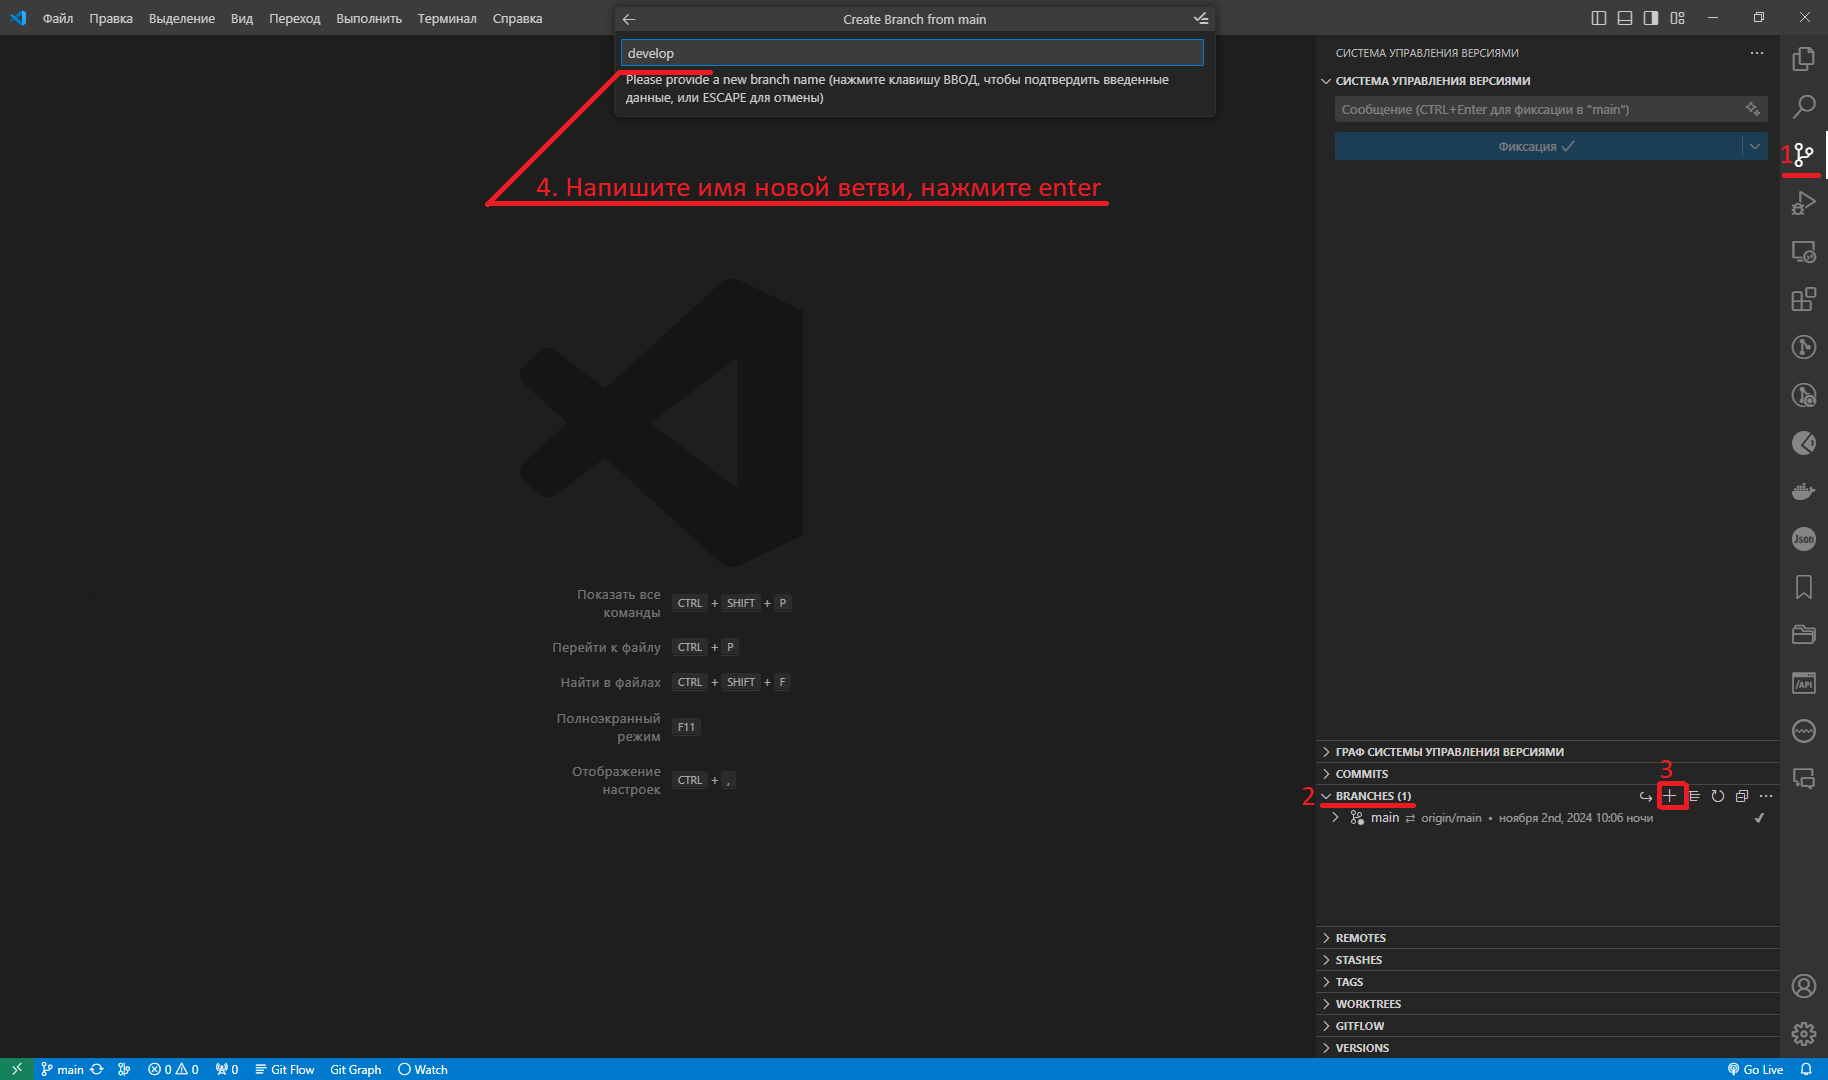 Файл Правка Выделение Вид Переход Выполнить Терминал Справка
Create Branch from main
develop
Please provide a new branch name (нажмите клавишу ВВОД, чтобы подтвердить введенные
данные, или ESCAPE для отмены)
4. Напишите имя новой ветви, нажмите enter
Показать все
команды
CTRL + SHIFT + P
Перейти к файлу CTRL + P
Найти в файлах CTRL + SHIFT + F
Полноэкранный
режим
F11
Отображение
настроек
CTRL + ,
СИСТЕМА УПРАВЛЕНИЯ ВЕРСИЯМИ
СИСТЕМА УПРАВЛЕНИЯ ВЕРСИЯМИ
Сообщение (CTRL+Enter для фиксации в "main")
Фиксация
1
ГРАФ СИСТЕМЫ УПРАВЛЕНИЯ ВЕРСИЯМИ
COMMITS
3
2 BRANCHES (1)
main origin/main • ноября 2nd, 2024 10:06 ночи
REMOTES
STASHES
TAGS
WORKTREES
GITFLOW
VERSIONS
Json
/API
main 0 0 0 Git Flow Git Graph Watch Go Live